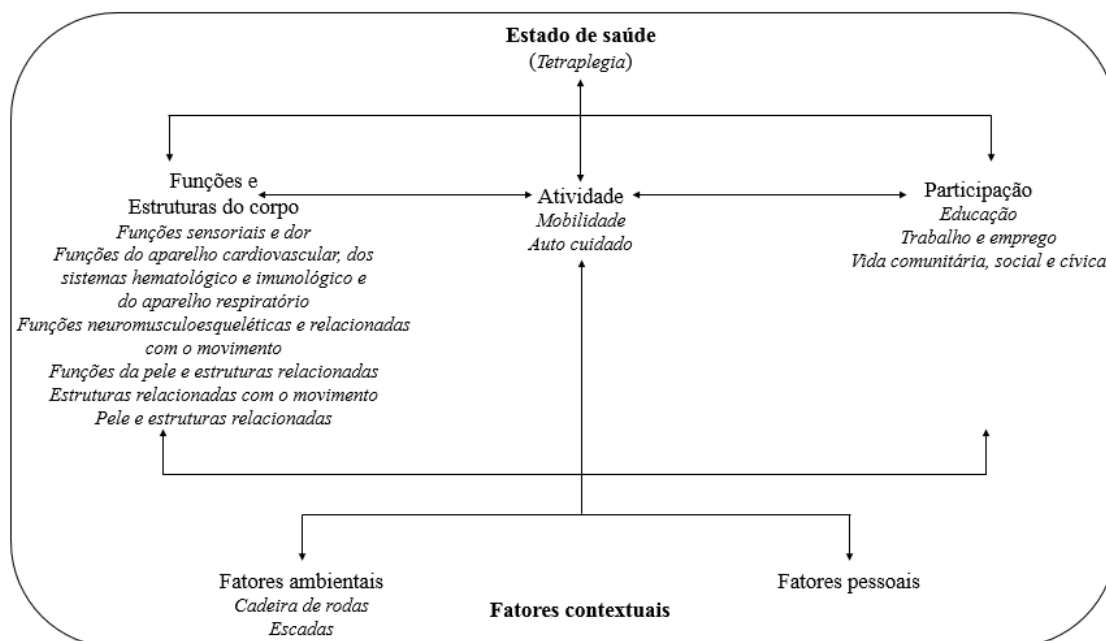 Estado de saúde
(Tetraplegia)
Funções e
Estruturas do corpo
Funções sensoriais e dor
Funções do aparelho cardiovascular, dos
sistemas hematológico e imunológico e
do aparelho respiratório
Funções neuromusculoesqueléticas e relacionadas
com o movimento
Funções da pele e estruturas relacionadas
Estruturas relacionadas com o movimento
Pele e estruturas relacionadas
Atividade
Mobilidade
Auto cuidado
Participação
Educação
Trabalho e emprego
Vida comunitária, social e cívica
Fatores ambientais
Cadeira de rodas
Escadas
Fatores contextuais
Fatores pessoais